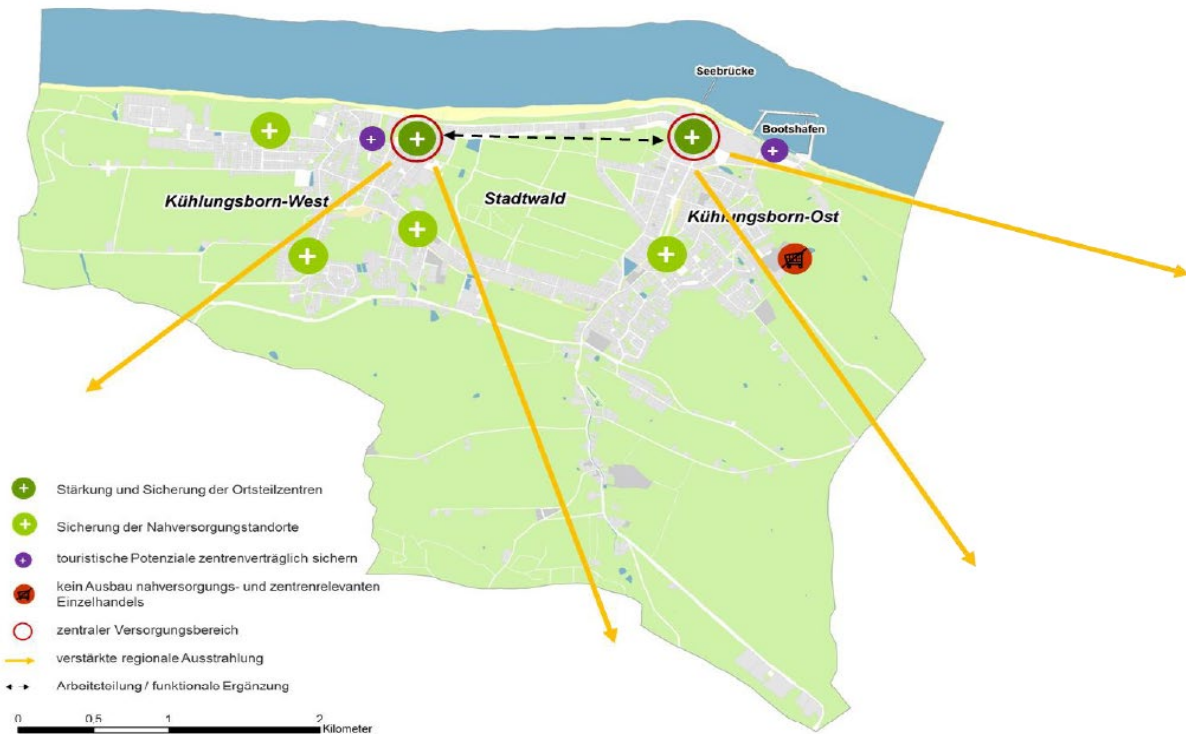 Seebrücke
Bootshafen
Kühlungsborn-West
Stadtwald
Kühlungsborn-Ost
Stärkung und Sicherung der Ortsteilzentren
Sicherung der Nahversorgungstandorte
touristische Potenziale zentrenverträglich sichern
kein Ausbau nahversorgungs- und zentrenrelevanten
Einzelhandels
zentraler Versorgungsbereich
verstärkte regionale Ausstrahlung
Arbeitsteilung / funktionale Ergänzung
0 0,5 1 2
Kilometer